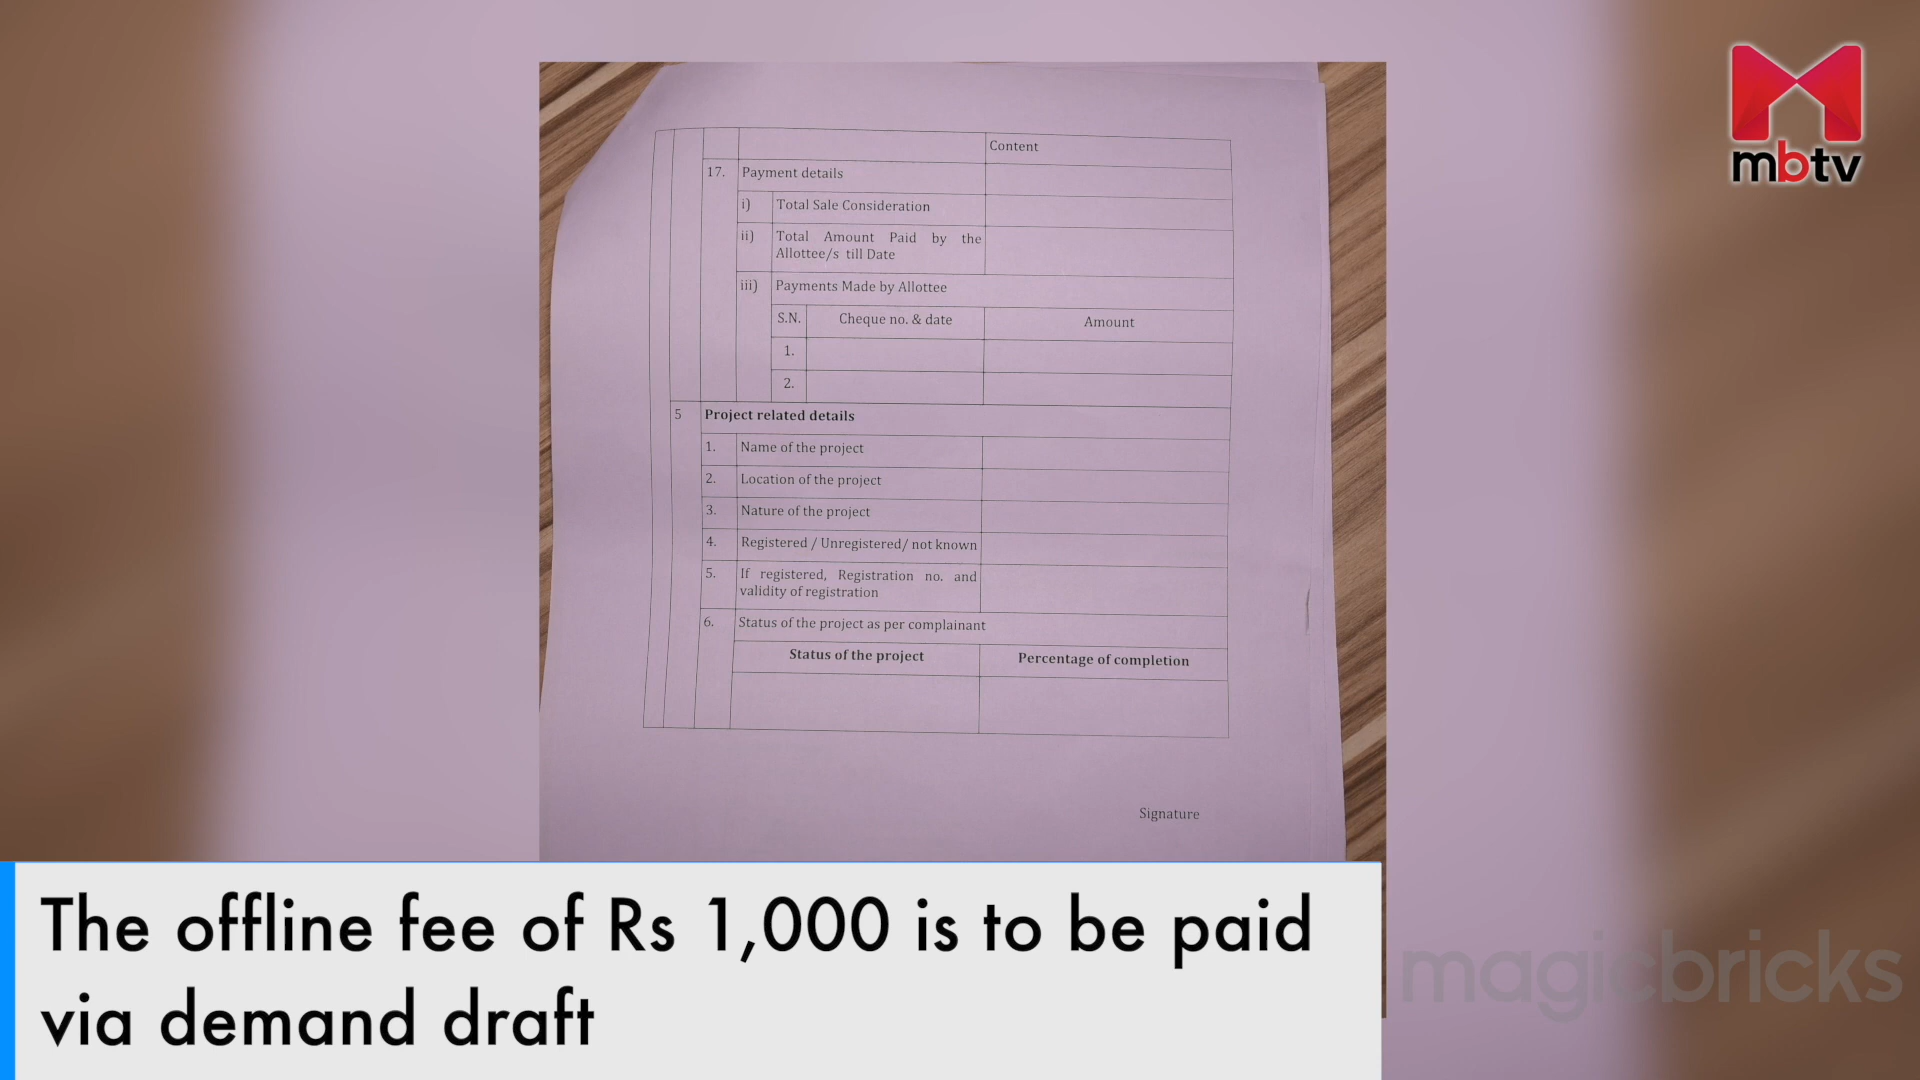 mbtv
Content
17. Payment details
i) Total Sale Consideration
ii) Total Amount Paid by the
Allottee/s till Date
iii) Payments Made by Allottee
S.N. Cheque no. & date Amount
1.
2.
5 Project related details
1. Name of the project
2. Location of the project
3. Nature of the project
4. Registered / Unregistered/ not known
5. If registered, Registration no. and
validity of registration
6. Status of the project as per complainant
Status of the project Percentage of completion
Signature
The offline fee of Rs 1,000 is to be paid
via demand draft
magicbricks